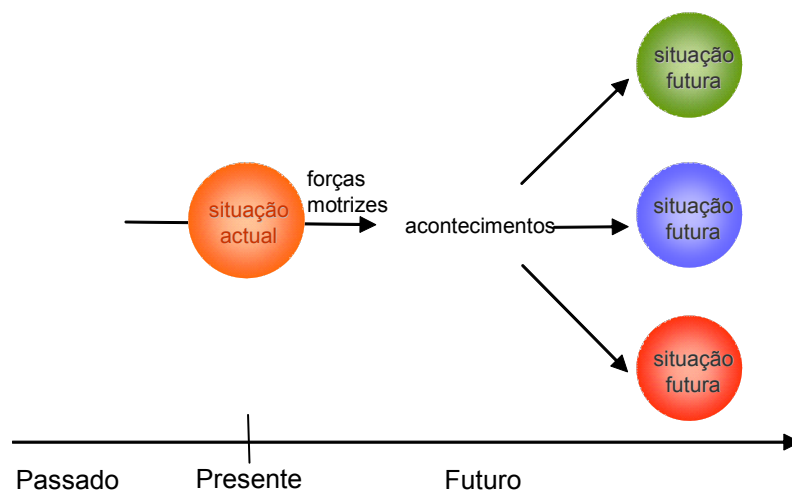 situação
futura
forças
motrizes
situação
actual
acontecimentos
situação
futura
situação
futura
Passado
Presente
Futuro